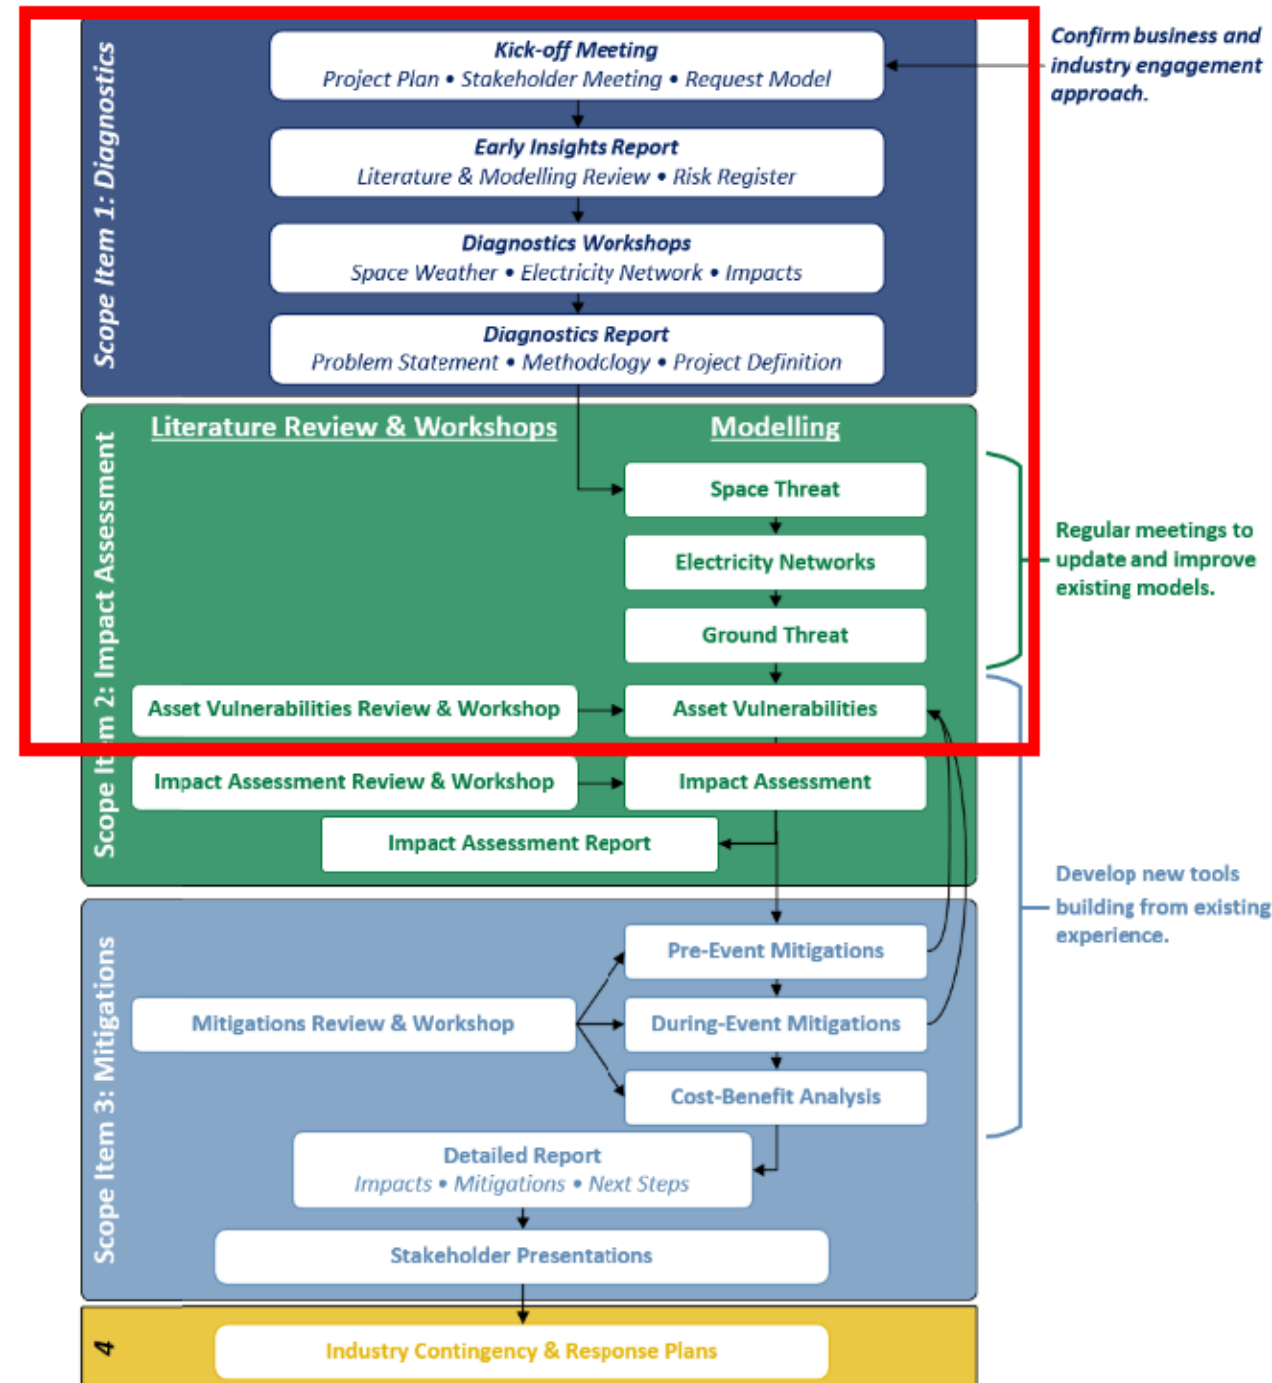 Scope Item 1: Diagnostics
Kick-off Meeting
Project Plan • Stakeholder Meeting • Request Model
Confirm business and
industry engagement
approach.
Early Insights Report
Literature & Modelling Review • Risk Register
Diagnostics Workshops
Space Weather • Electricity Network • Impacts
Diagnostics Report
Problem Statement • Methodology • Project Definition
Scope Item 2: Impact Assessment
Literature Review & Workshops
Modelling
Space Threat
Electricity Networks
Ground Threat
Regular meetings to
update and improve
existing models.
Asset Vulnerabilities Review & Workshop
Asset Vulnerabilities
Impact Assessment Review & Workshop
Impact Assessment
Impact Assessment Report
Develop new tools
building from existing
experience.
Scope Item 3: Mitigations
Pre-Event Mitigations
Mitigations Review & Workshop
During-Event Mitigations
Cost-Benefit Analysis
Detailed Report
Impacts • Mitigations • Next Steps
Stakeholder Presentations
4
Industry Contingency & Response Plans